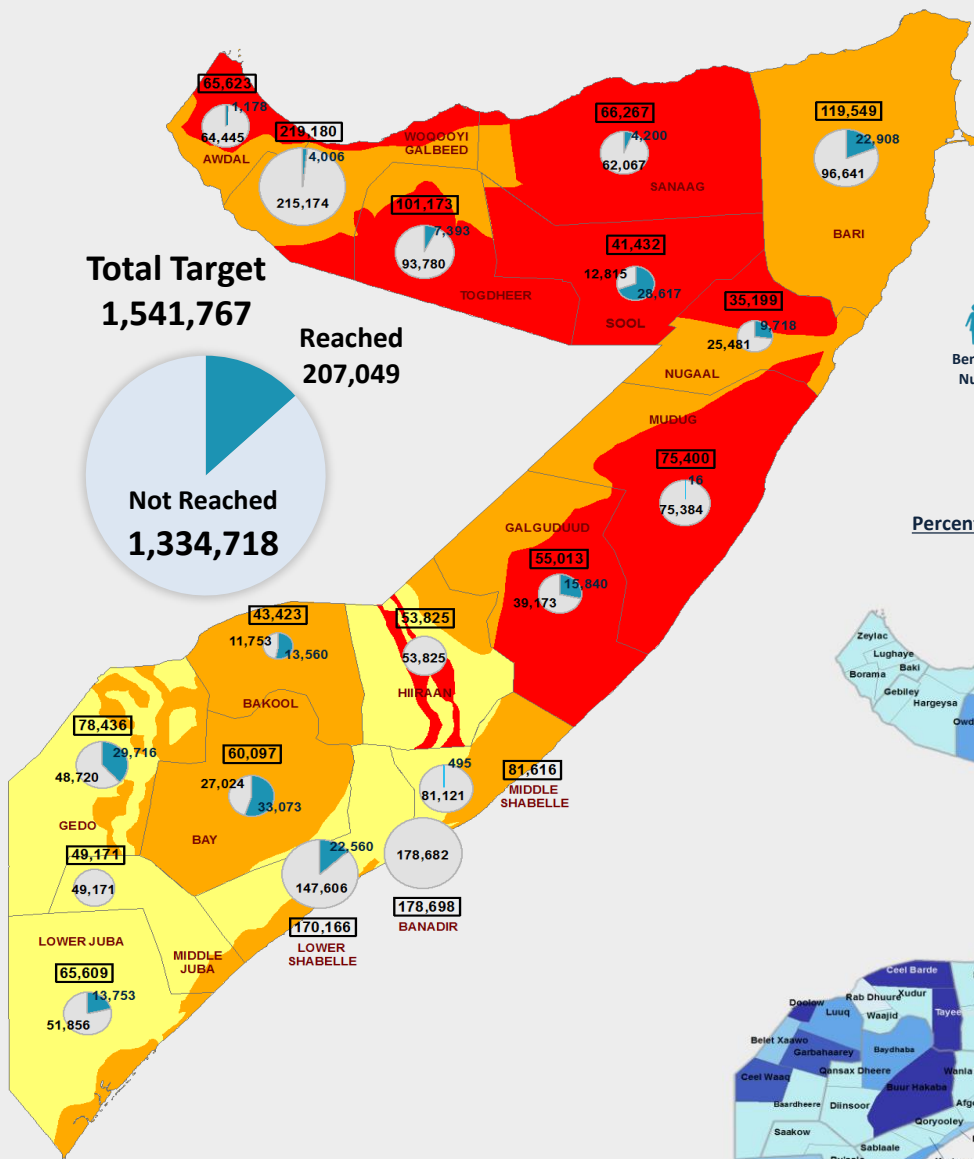 65,623
1,178
64,445
AWDAL
219,180
4,006
215,174
WOQOOYI
GALBEED
101,173
7,393
93,780
TOGDHEER
66,267
4,200
62,067
SANAAG
119,549
22,908
96,641
BARI
41,432
12,815
28,617
SOOL
35,199
9,718
25,481
NUGAAL
Total Target
1,541,767
Reached
207,049
Not Reached
1,334,718
MUDUG
75,400
16
75,384
GALGUDUUD
55,013
15,840
39,173
43,423
11,753
13,560
BAKOOL
53,825
53,825
HIIRAAN
78,436
29,716
48,720
GEDO
60,097
27,024
33,073
BAY
495
81,121
81,616
MIDDLE
SHABELLE
49,171
49,171
22,560
147,606
170,166
LOWER
SHABELLE
178,682
178,698
BANADIR
LOWER JUBA
65,609
13,753
51,856
MIDDLE
JUBA
Ber
Nu
Percent
Zeylac
Lughaye
Baki
Borama
Gebiley
Hargeysa
Owd
Ceel Barde
Rab Dhuure
Xudur
Doolow
Luuq
Waajid
Tayee
Belet Xaawo
Garbahaarey
Baydhaba
Ceel Waaq
Qansax Dheere
Wanla
Buur Hakaba
Baardheere
Diinsoor
Afg
Qoryooley
Saakow
Sablaale